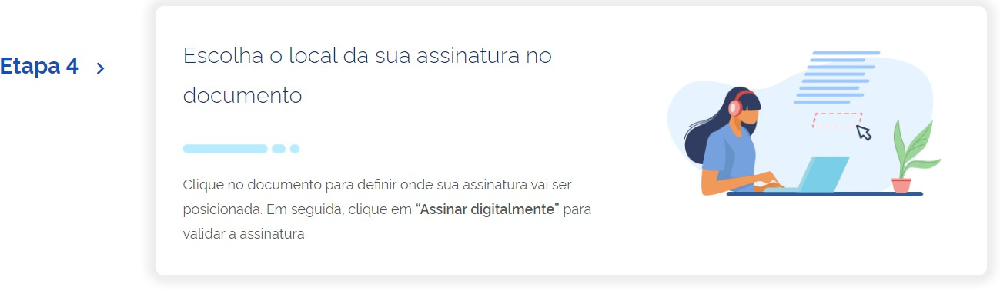 Etapa 4
Escolha o local da sua assinatura no
documento
Clique no documento para definir onde sua assinatura vai ser
posicionada. Em seguida, clique em “Assinar digitalmente” para
validar a assinatura